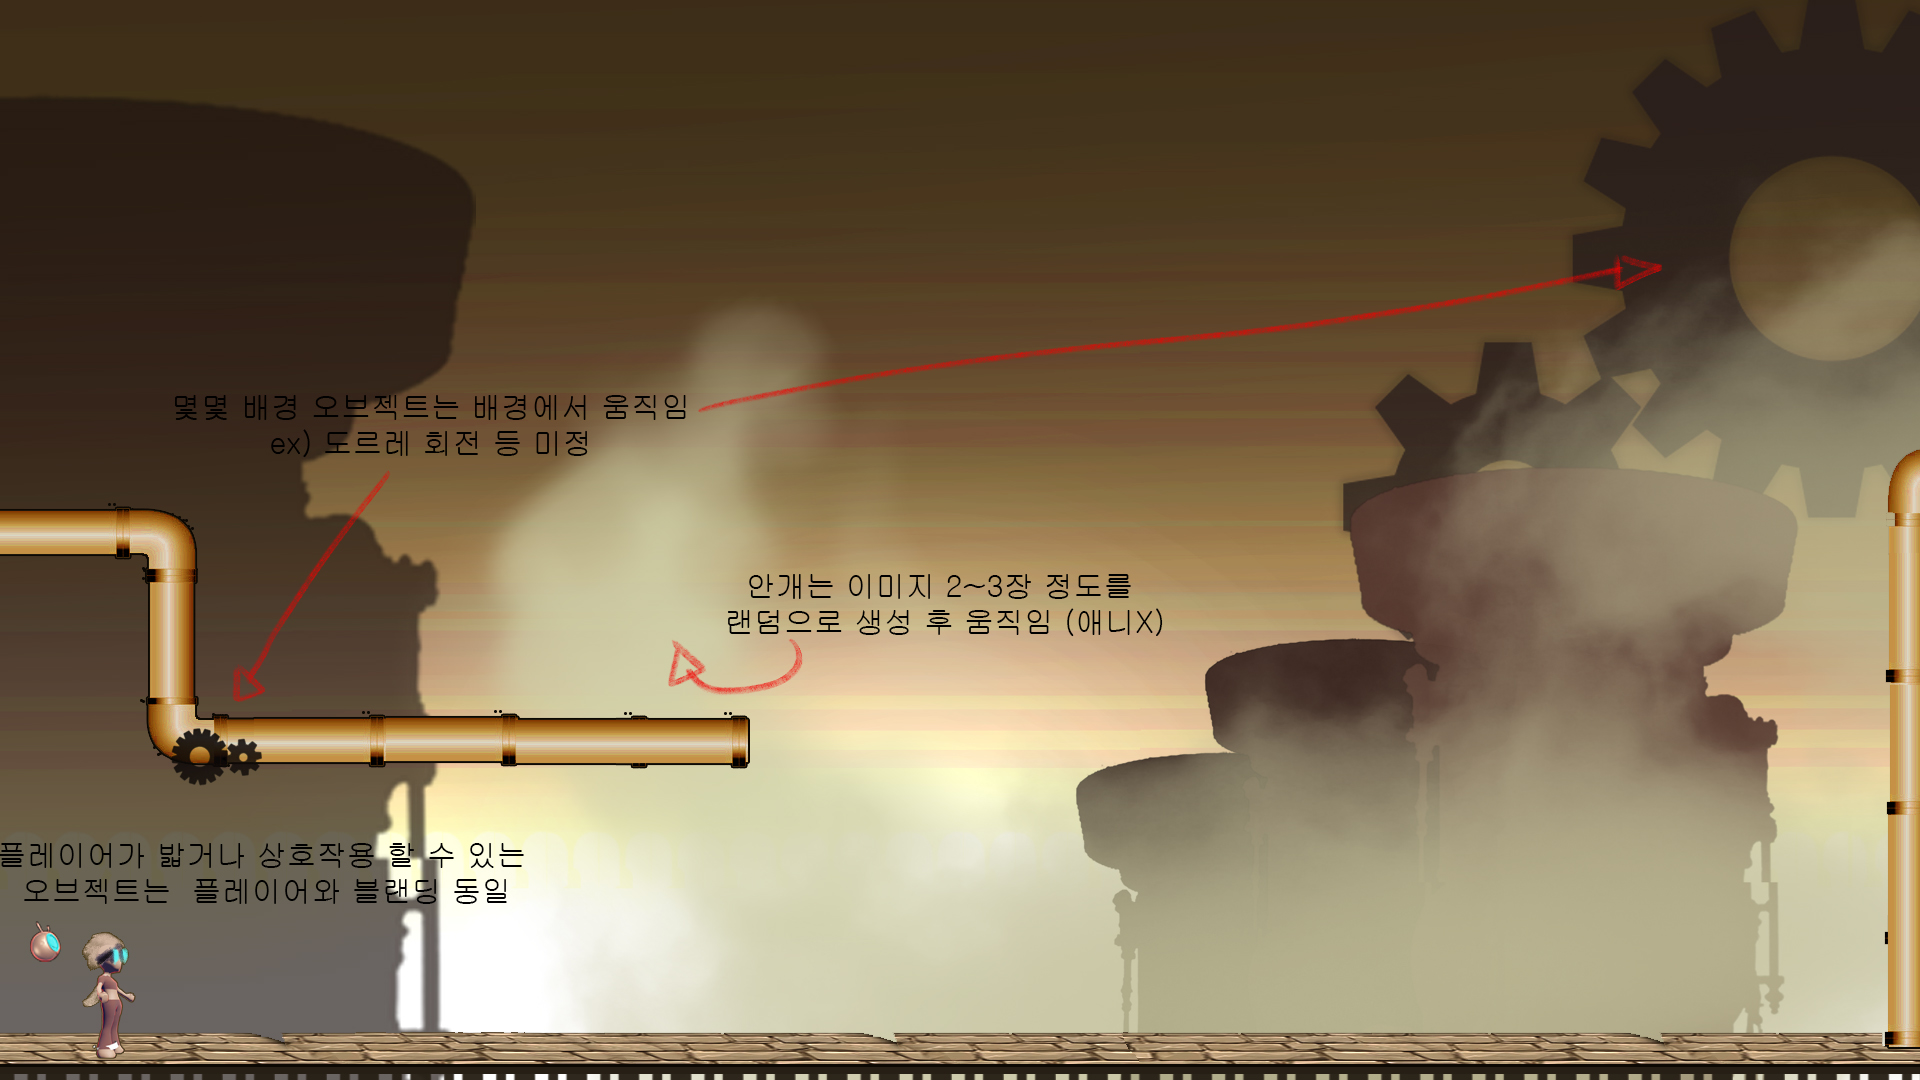 몇몇 배경 오브젝트는 배경에서 움직임
ex) 도르레 회전 등 미정
안개는 이미지 2~3장 정도를
랜덤으로 생성 후 움직임 (애니X)
플레이어가 밟거나 상호작용 할 수 있는
오브젝트는 플레이어와 블랜딩 동일